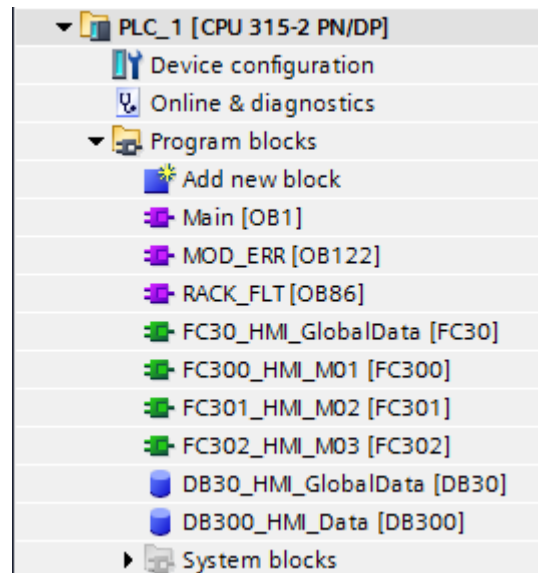 PLC_1 [CPU 315-2 PN/DP]
Device configuration
Online & diagnostics
Program blocks
Add new block
Main [OB1]
MOD_ERR [OB122]
RACK_FLT [OB86]
FC30_HMI_GlobalData [FC30]
FC300_HMI_M01 [FC300]
FC301_HMI_M02 [FC301]
FC302_HMI_M03 [FC302]
DB30_HMI_GlobalData [DB30]
DB300_HMI_Data [DB300]
System blocks